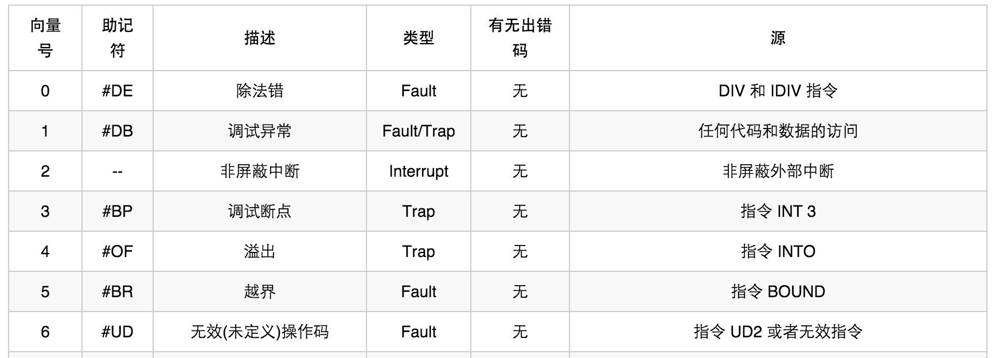 向量号 助记符 描述 类型 有无出错码 源
0 #DE 除法错 Fault 无 DIV 和 IDIV 指令
1 #DB 调试异常 Fault/Trap 无 任何代码和数据的访问
2 -- 非屏蔽中断 Interrupt 无 非屏蔽外部中断
3 #BP 调试断点 Trap 无 指令 INT 3
4 #OF 溢出 Trap 无 指令 INTO
5 #BR 越界 Fault 无 指令 BOUND
6 #UD 无效(未定义)操作码 Fault 无 指令 UD2 或者无效指令